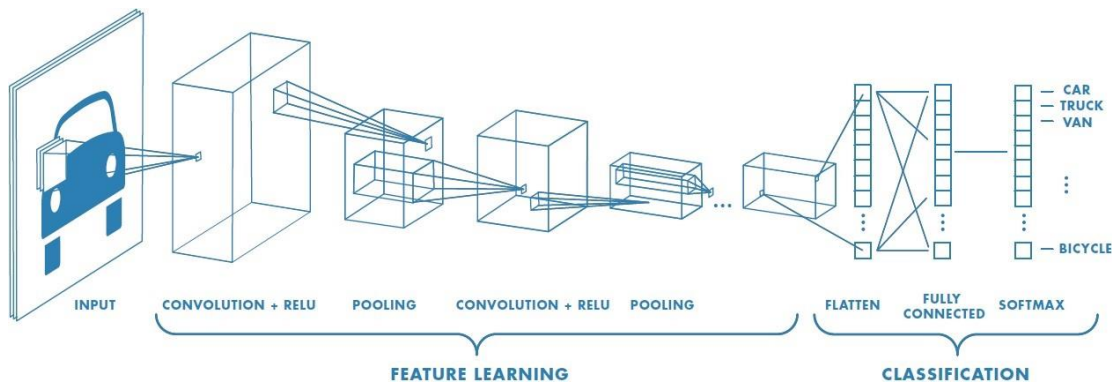 CAR
TRUCK
VAN
BICYCLE
INPUT
CONVOLUTION + RELU
POOLING
CONVOLUTION + RELU
POOLING
FLATTEN
FULLY
CONNECTED
SOFTMAX
FEATURE LEARNING
CLASSIFICATION